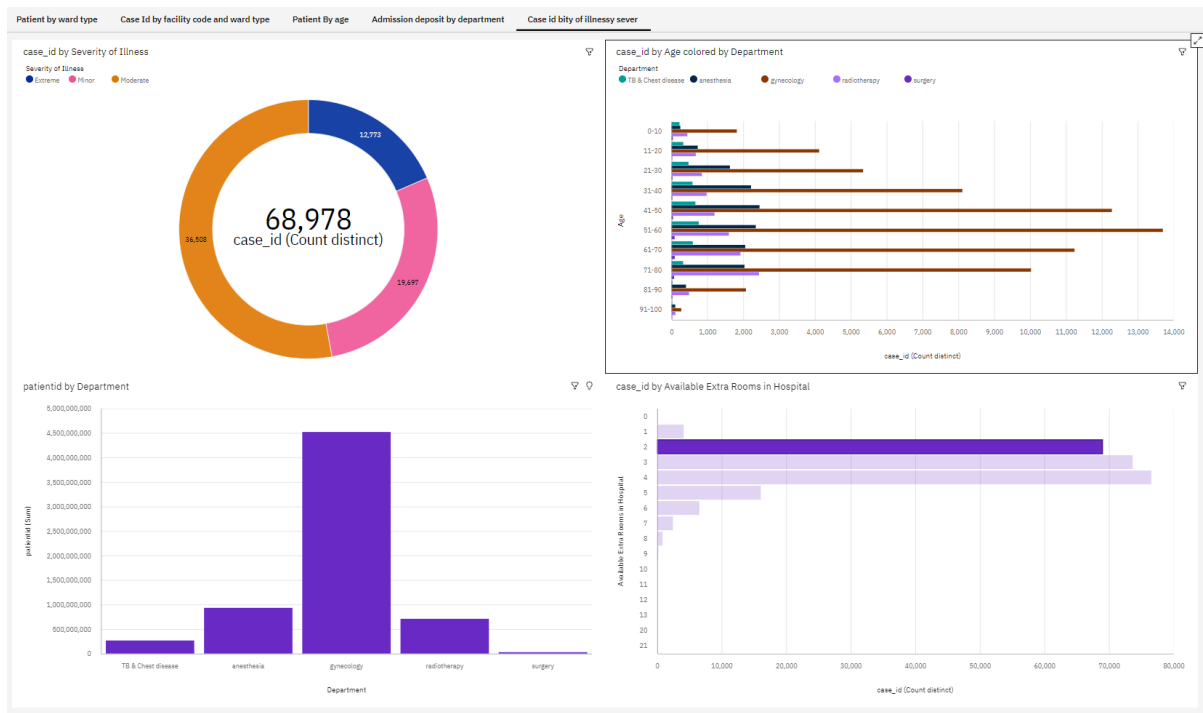 Patient by ward type Case Id by facility code and ward type Patient By age Admission deposit by department Case id bity of illnessy sever
case_id by Severity of Illness
Severity of Illness
Extreme Minor Moderate
12,773
68,978
case_id (Count distinct)
36,508
19,697
case_id by Age colored by Department
Department
TB & Chest disease anesthesia gynecology radiotherapy surgery
Age
0-10
11-20
21-30
31-40
41-50
51-60
61-70
71-80
81-90
91-100
0 1,000 2,000 3,000 4,000 5,000 6,000 7,000 8,000 9,000 10,000 11,000 12,000 13,000 14,000
case_id (Count distinct)
patientid by Department
patientid (Sum)
5,000,000,000
4,500,000,000
4,000,000,000
3,500,000,000
3,000,000,000
2,500,000,000
2,000,000,000
1,500,000,000
1,000,000,000
500,000,000
0
TB & Chest disease anesthesia gynecology radiotherapy surgery
Department
case_id by Available Extra Rooms in Hospital
Available Extra Rooms in Hospital
0
1
2
3
4
5
6
7
8
9
10
11
12
13
20
21
0 10,000 20,000 30,000 40,000 50,000 60,000 70,000 80,000
case_id (Count distinct)